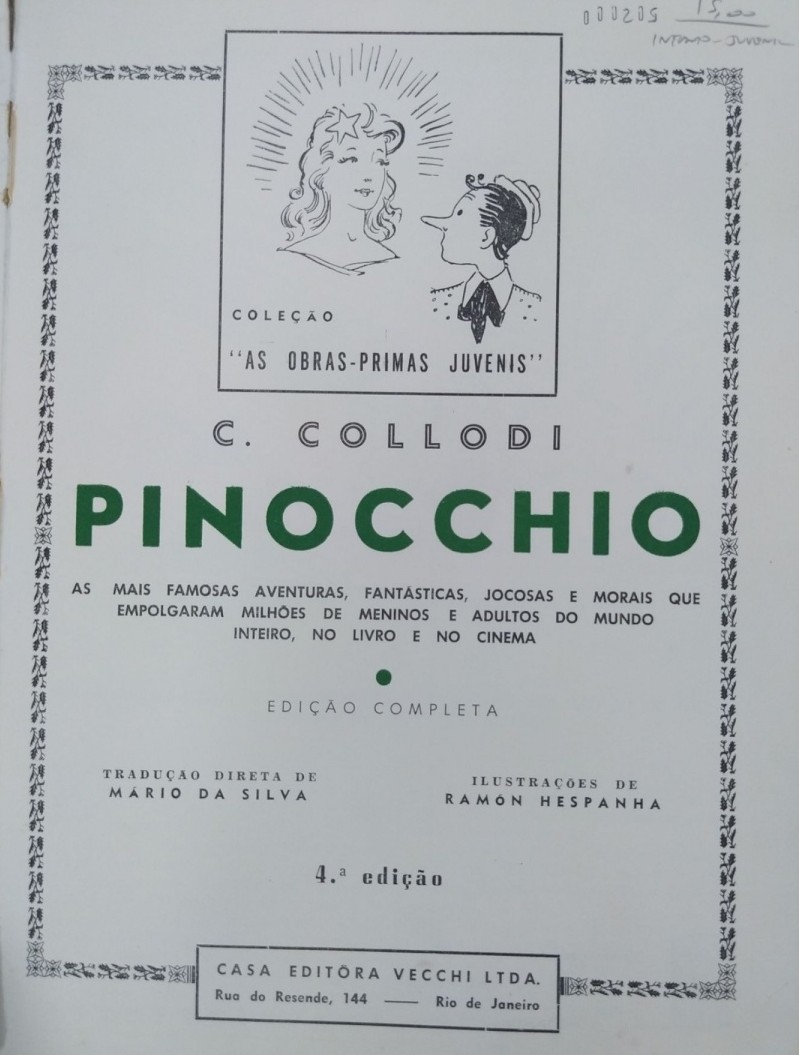 000205 15,00
INFANTO-JUVENIL
COLEÇÃO
"AS OBRAS-PRIMAS JUVENIS"
C. COLLODI
PINOCCHIO
AS MAIS FAMOSAS AVENTURAS, FANTÁSTICAS, JOCOSAS E MORAIS QUE
EMPOLGARAM MILHÕES DE MENINOS E ADULTOS DO MUNDO
INTEIRO, NO LIVRO E NO CINEMA
EDIÇÃO COMPLETA
TRADUÇÃO DIRETA DE
MÁRIO DA SILVA
ILUSTRAÇÕES DE
RAMÓN HESPANHA
4.ª edição
CASA EDITÔRA VECCHI LTDA.
Rua do Resende, 144 — Rio de Janeiro